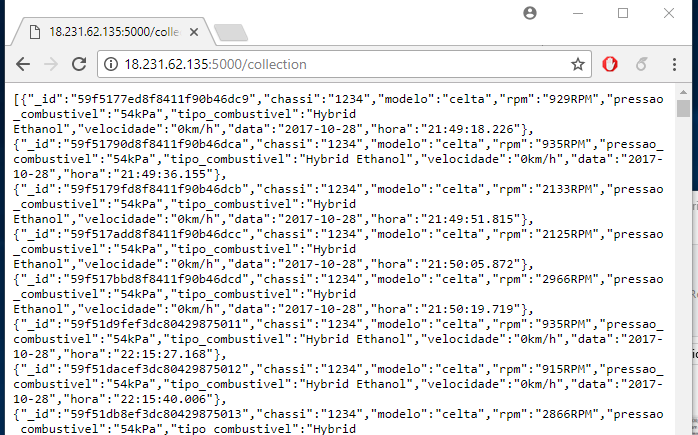 18.231.62.135:5000/colle
18.231.62.135:5000/collection
[{"_id":"59f5177ed8f8411f90b46dc9","chassi":"1234","modelo":"celta","rpm":"929RPM","pressao
_combustivel":"54kPa","tipo_combustivel":"Hybrid
Ethanol","velocidade":"0km/h","data":"2017-10-28","hora":"21:49:18.226"},
{"_id":"59f51790d8f8411f90b46dca","chassi":"1234","modelo":"celta","rpm":"935RPM","pressao_
combustivel":"54kPa","tipo_combustivel":"Hybrid Ethanol","velocidade":"0km/h","data":"2017-
10-28","hora":"21:49:36.155"},
{"_id":"59f5179fd8f8411f90b46dcb","chassi":"1234","modelo":"celta","rpm":"2133RPM","pressao
_combustivel":"54kPa","tipo_combustivel":"Hybrid
Ethanol","velocidade":"0km/h","data":"2017-10-28","hora":"21:49:51.815"},
{"_id":"59f517add8f8411f90b46dcc","chassi":"1234","modelo":"celta","rpm":"2125RPM","pressao
_combustivel":"54kPa","tipo_combustivel":"Hybrid
Ethanol","velocidade":"0km/h","data":"2017-10-28","hora":"21:50:05.872"},
{"_id":"59f517bbd8f8411f90b46dcd","chassi":"1234","modelo":"celta","rpm":"2966RPM","pressao
_combustivel":"54kPa","tipo_combustivel":"Hybrid
Ethanol","velocidade":"0km/h","data":"2017-10-28","hora":"21:50:19.719"},
{"_id":"59f51d9fef3dc80429875011","chassi":"1234","modelo":"celta","rpm":"935RPM","pressao_
combustivel":"54kPa","tipo_combustivel":"Hybrid Ethanol","velocidade":"0km/h","data":"2017-
10-28","hora":"22:15:27.168"},
{"_id":"59f51dacef3dc80429875012","chassi":"1234","modelo":"celta","rpm":"915RPM","pressao_
combustivel":"54kPa","tipo_combustivel":"Hybrid Ethanol","velocidade":"0km/h","data":"2017-
10-28","hora":"22:15:40.006"},
{"_id":"59f51db8ef3dc80429875013","chassi":"1234","modelo":"celta","rpm":"2866RPM","pressao
_combustivel":"54kPa","tipo_combustivel":"Hybrid